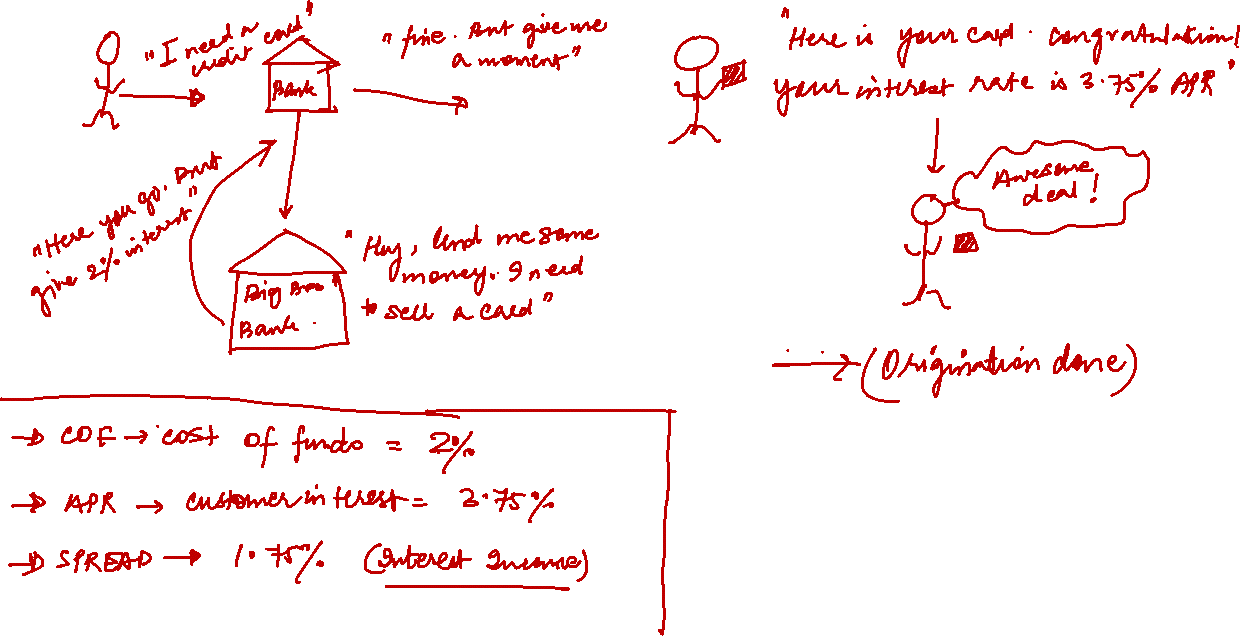 "I need a
credit card"
Bank
"fine. But give me
a moment"
"Here you go. But
give 2% interest"
Big Bro
Bank.
"Hey, lend me some
money. I need
to sell a card"
"Here is your card. Congratulation!
your interest rate is 3.75% APR"
Awesome
deal!
(Origination done)
→ COF → cost of funds = 2%
→ APR → customer interest = 3.75%
→ SPREAD → 1.75% (Interest Income)